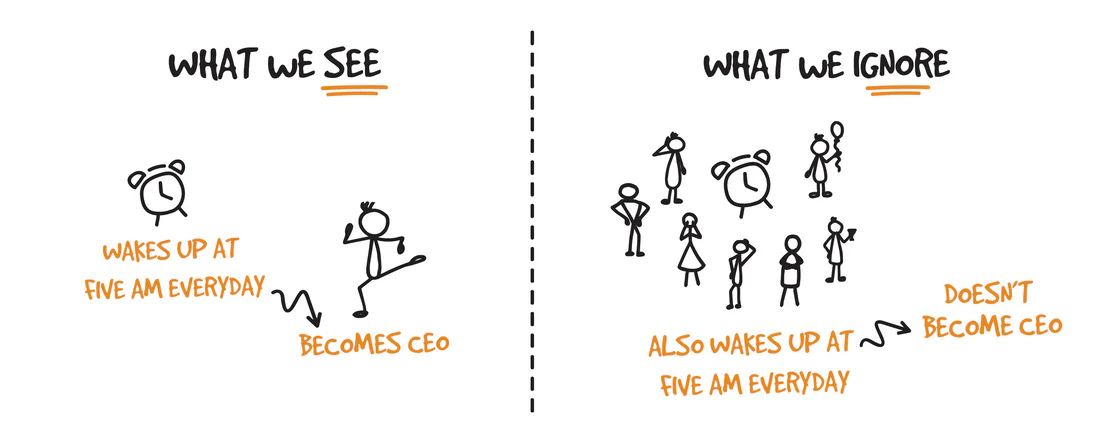 WHAT WE SEE
WAKES UP AT
FIVE AM EVERYDAY
BECOMES CEO
WHAT WE IGNORE
ALSO WAKES UP AT
FIVE AM EVERYDAY
DOESN'T
BECOME CEO